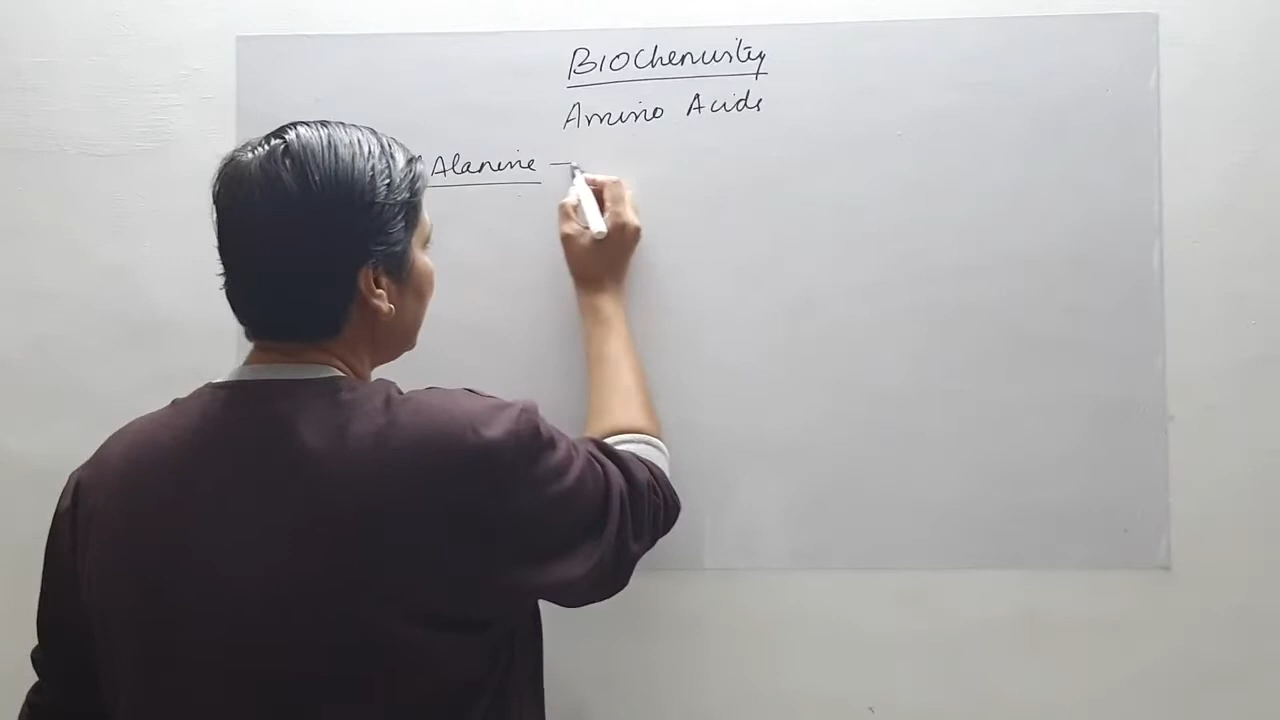 Biochemistry
Amino Acids
Alanine —